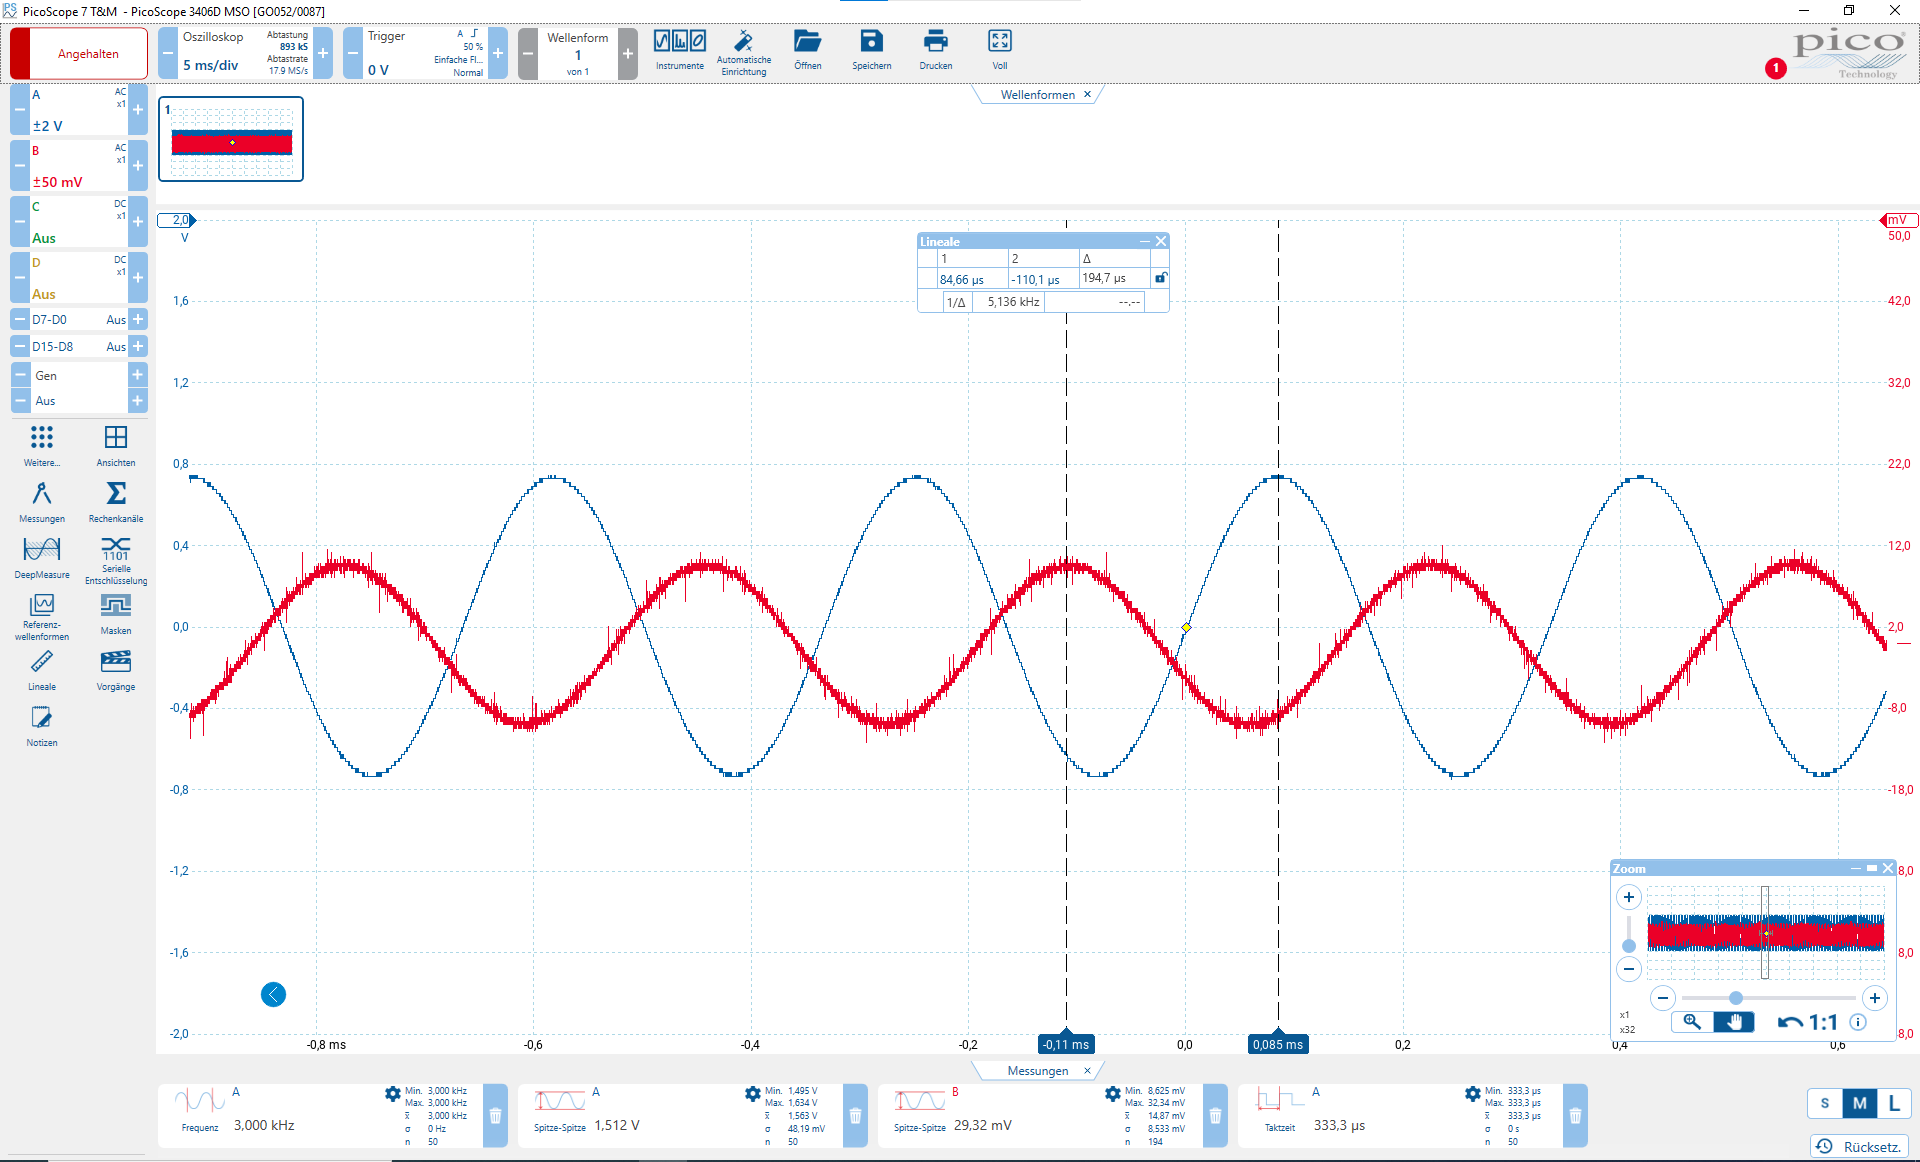 PicoScope 7 T&M - PicoScope 3406D MSO [GO052/0087]
Angehalten
Oszilloskop
5 ms/div
Abtastung
893 kS
Abtastrate
17.9 MS/s
Trigger
0 V
A
50 %
Einfache Fl...
Normal
Wellenform
1
von 1
Instrumente
Automatische
Einrichtung
Öffnen
Speichern
Drucken
Voll
1
pico
Technology
A
AC
x1
±2 V
B
AC
x1
±50 mV
C
DC
x1
Aus
D
DC
x1
Aus
D7-D0 Aus
D15-D8 Aus
Gen
Aus
Weitere...
Ansichten
Messungen
Rechenkanäle
DeepMeasure
1101
Serielle
Entschlüsselung
Referenz-
wellenformen
Masken
Lineale
Vorgänge
Notizen
Wellenformen ×
1
2,0
V
1,6
1,2
0,8
0,4
0,0
-0,4
-0,8
-1,2
-1,6
-2,0
mV
50,0
42,0
32,0
22,0
12,0
2,0
-8,0
-18,0
8,0
8,0
8,0
Lineale
1 2 Δ
84,66 µs -110,1 µs 194,7 µs
1/Δ 5,136 kHz --,--
-0,8 ms
-0,6
-0,4
-0,2
-0,11 ms
0,0
0,085 ms
0,2
0,4
0,6
Zoom
x1
x32
1:1
Messungen ×
A
Frequenz 3,000 kHz
Min. 3,000 kHz
Max. 3,000 kHz
x̄ 3,000 kHz
σ 0 Hz
n 50
A
Spitze-Spitze 1,512 V
Min. 1,495 V
Max. 1,634 V
x̄ 1,563 V
σ 48,19 mV
n 50
B
Spitze-Spitze 29,32 mV
Min. 8,625 mV
Max. 32,34 mV
x̄ 14,87 mV
σ 8,533 mV
n 194
A
Taktzeit 333,3 µs
Min. 333,3 µs
Max. 333,3 µs
x̄ 333,3 µs
σ 0 s
n 50
S M L
Rücksetz.